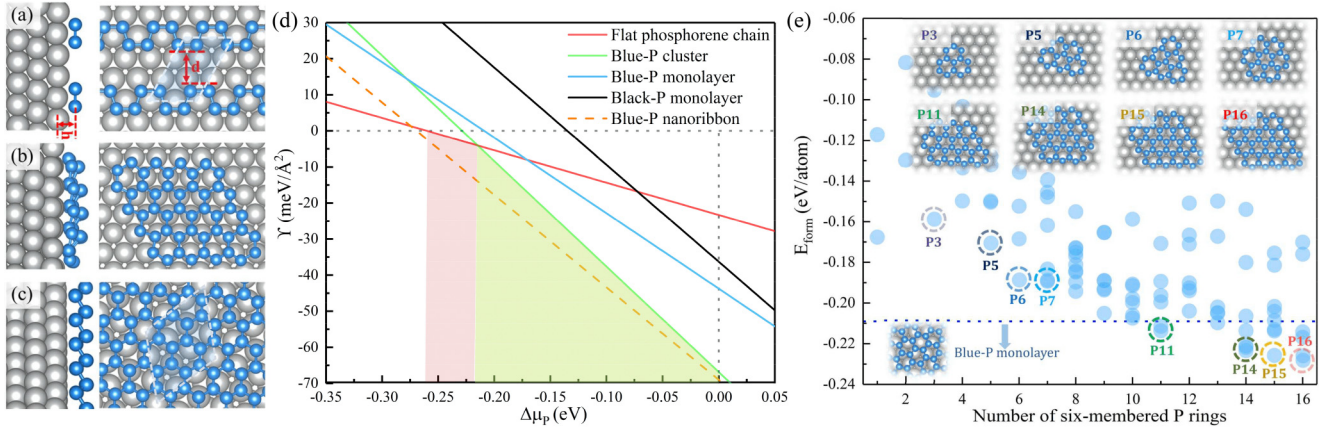 (a)
d
h
(b)
(c)
(d)
Υ (meV/Å²)
30
20
10
0
-10
-20
-30
-40
-50
-60
-70
Flat phosphorene chain
Blue-P cluster
Blue-P monolayer
Black-P monolayer
Blue-P nanoribbon
-0.35 -0.30 -0.25 -0.20 -0.15 -0.10 -0.05 0.00 0.05
Δμ_P (eV)
(e)
E_form (eV/atom)
-0.06
-0.08
-0.10
-0.12
-0.14
-0.16
-0.18
-0.20
-0.22
-0.24
P3 P5 P6 P7
P11 P14 P15 P16
P3
P5
P6 P7
Blue-P monolayer
P11
P14
P15
P16
2 4 6 8 10 12 14 16
Number of six-membered P rings